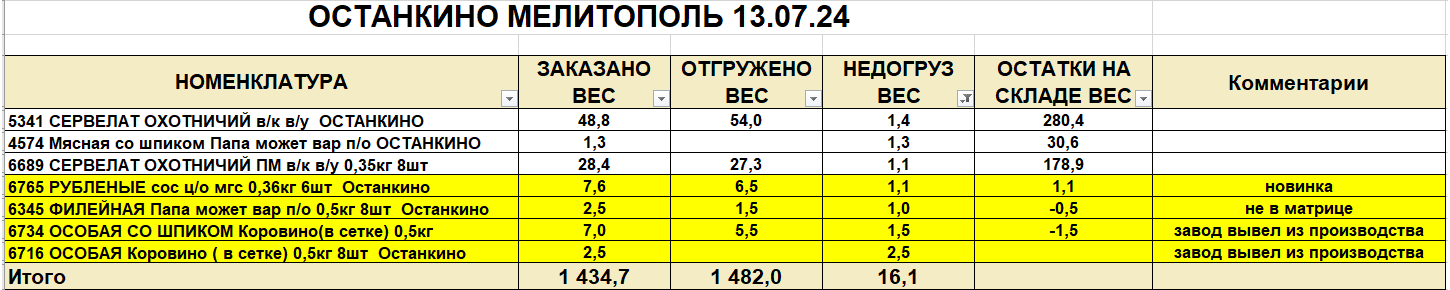 ОСТАНКИНО МЕЛИТОПОЛЬ 13.07.24
НОМЕНКЛАТУРА ЗАКАЗАНО ВЕС ОТГРУЖЕНО ВЕС НЕДОГРУЗ ВЕС ОСТАТКИ НА СКЛАДЕ ВЕС Комментарии
5341 СЕРВЕЛАТ ОХОТНИЧИЙ в/к в/у ОСТАНКИНО 48,8 54,0 1,4 280,4
4574 Мясная со шпиком Папа может вар п/о ОСТАНКИНО 1,3 1,3 30,6
6689 СЕРВЕЛАТ ОХОТНИЧИЙ ПМ в/к в/у 0,35кг 8шт 28,4 27,3 1,1 178,9
6765 РУБЛЕНЫЕ сос ц/о мгс 0,36кг 6шт Останкино 7,6 6,5 1,1 1,1 новинка
6345 ФИЛЕЙНАЯ Папа может вар п/о 0,5кг 8шт Останкино 2,5 1,5 1,0 -0,5 не в матрице
6734 ОСОБАЯ СО ШПИКОМ Коровино(в сетке) 0,5кг 7,0 5,5 1,5 -1,5 завод вывел из производства
6716 ОСОБАЯ Коровино ( в сетке) 0,5кг 8шт Останкино 2,5 2,5 завод вывел из производства
Итого 1 434,7 1 482,0 16,1